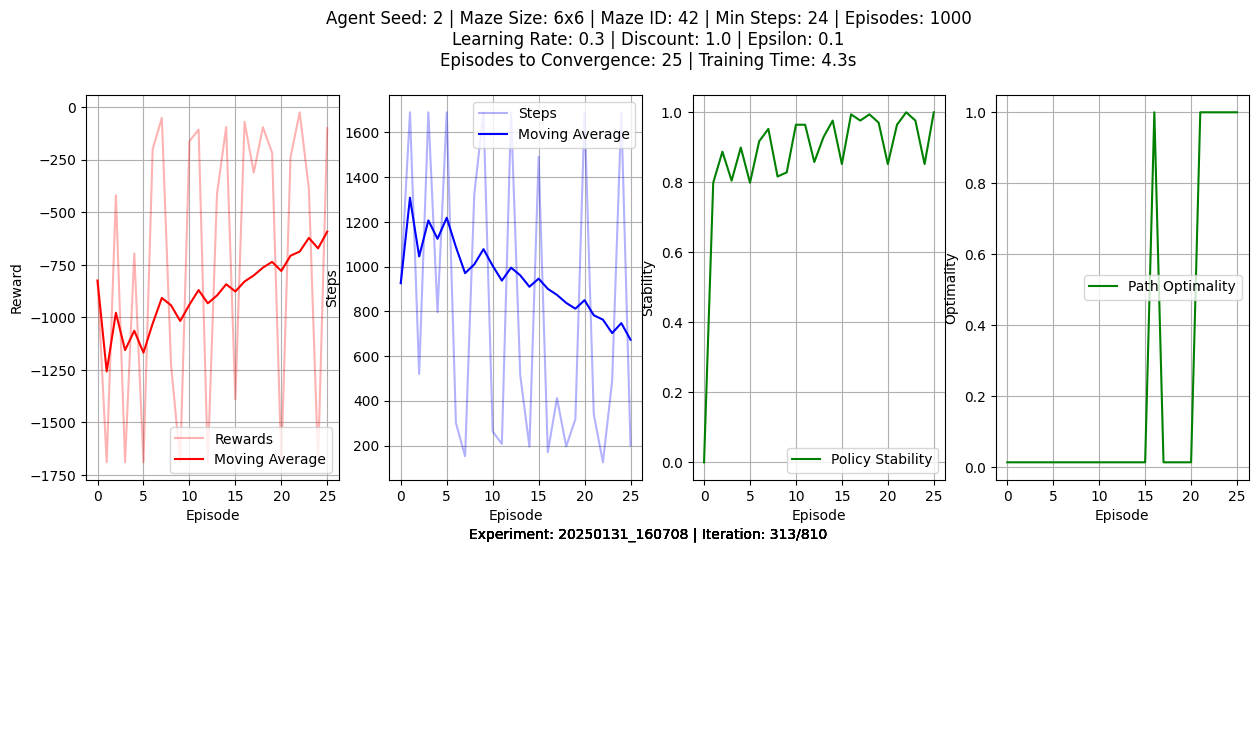 Agent Seed: 2 | Maze Size: 6x6 | Maze ID: 42 | Min Steps: 24 | Episodes: 1000
Learning Rate: 0.3 | Discount: 1.0 | Epsilon: 0.1
Episodes to Convergence: 25 | Training Time: 4.3s
Reward
0
−250
−500
−750
−1000
−1250
−1500
−1750
Rewards
Moving Average
0 5 10 15 20 25
Episode
Steps
1600
1400
1200
1000
800
600
400
200
Steps
Moving Average
0 5 10 15 20 25
Episode
Stability
1.0
0.8
0.6
0.4
0.2
0.0
Policy Stability
0 5 10 15 20 25
Episode
Optimality
1.0
0.8
0.6
0.4
0.2
0.0
Path Optimality
0 5 10 15 20 25
Episode
Experiment: 20250131_160708 | Iteration: 313/810